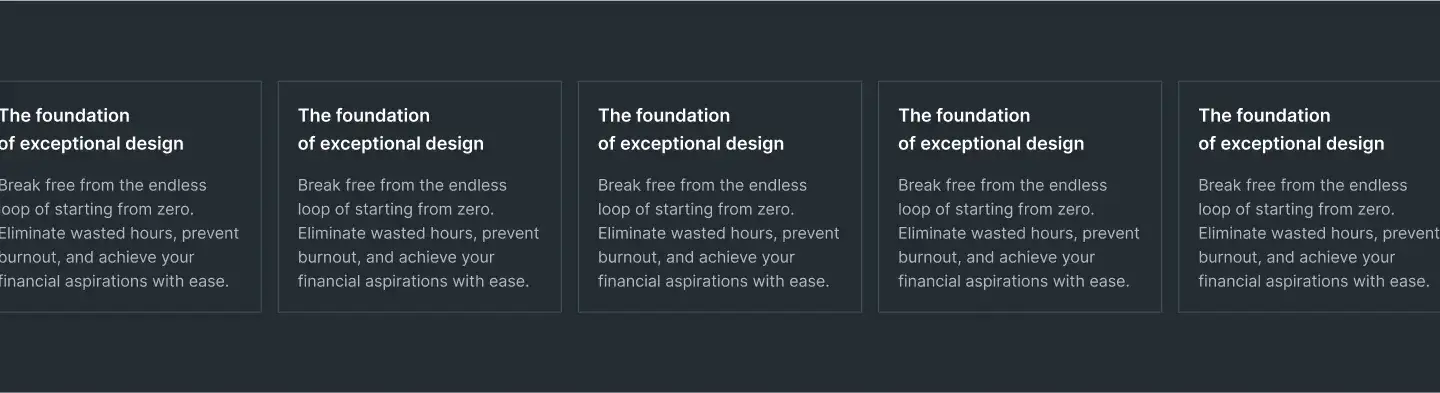 The foundation
of exceptional design
Break free from the endless
loop of starting from zero.
Eliminate wasted hours, prevent
burnout, and achieve your
financial aspirations with ease.
The foundation
of exceptional design
Break free from the endless
loop of starting from zero.
Eliminate wasted hours, prevent
burnout, and achieve your
financial aspirations with ease.
The foundation
of exceptional design
Break free from the endless
loop of starting from zero.
Eliminate wasted hours, prevent
burnout, and achieve your
financial aspirations with ease.
The foundation
of exceptional design
Break free from the endless
loop of starting from zero.
Eliminate wasted hours, prevent
burnout, and achieve your
financial aspirations with ease.
The foundation
of exceptional design
Break free from the endless
loop of starting from zero.
Eliminate wasted hours, prevent
burnout, and achieve your
financial aspirations with ease.